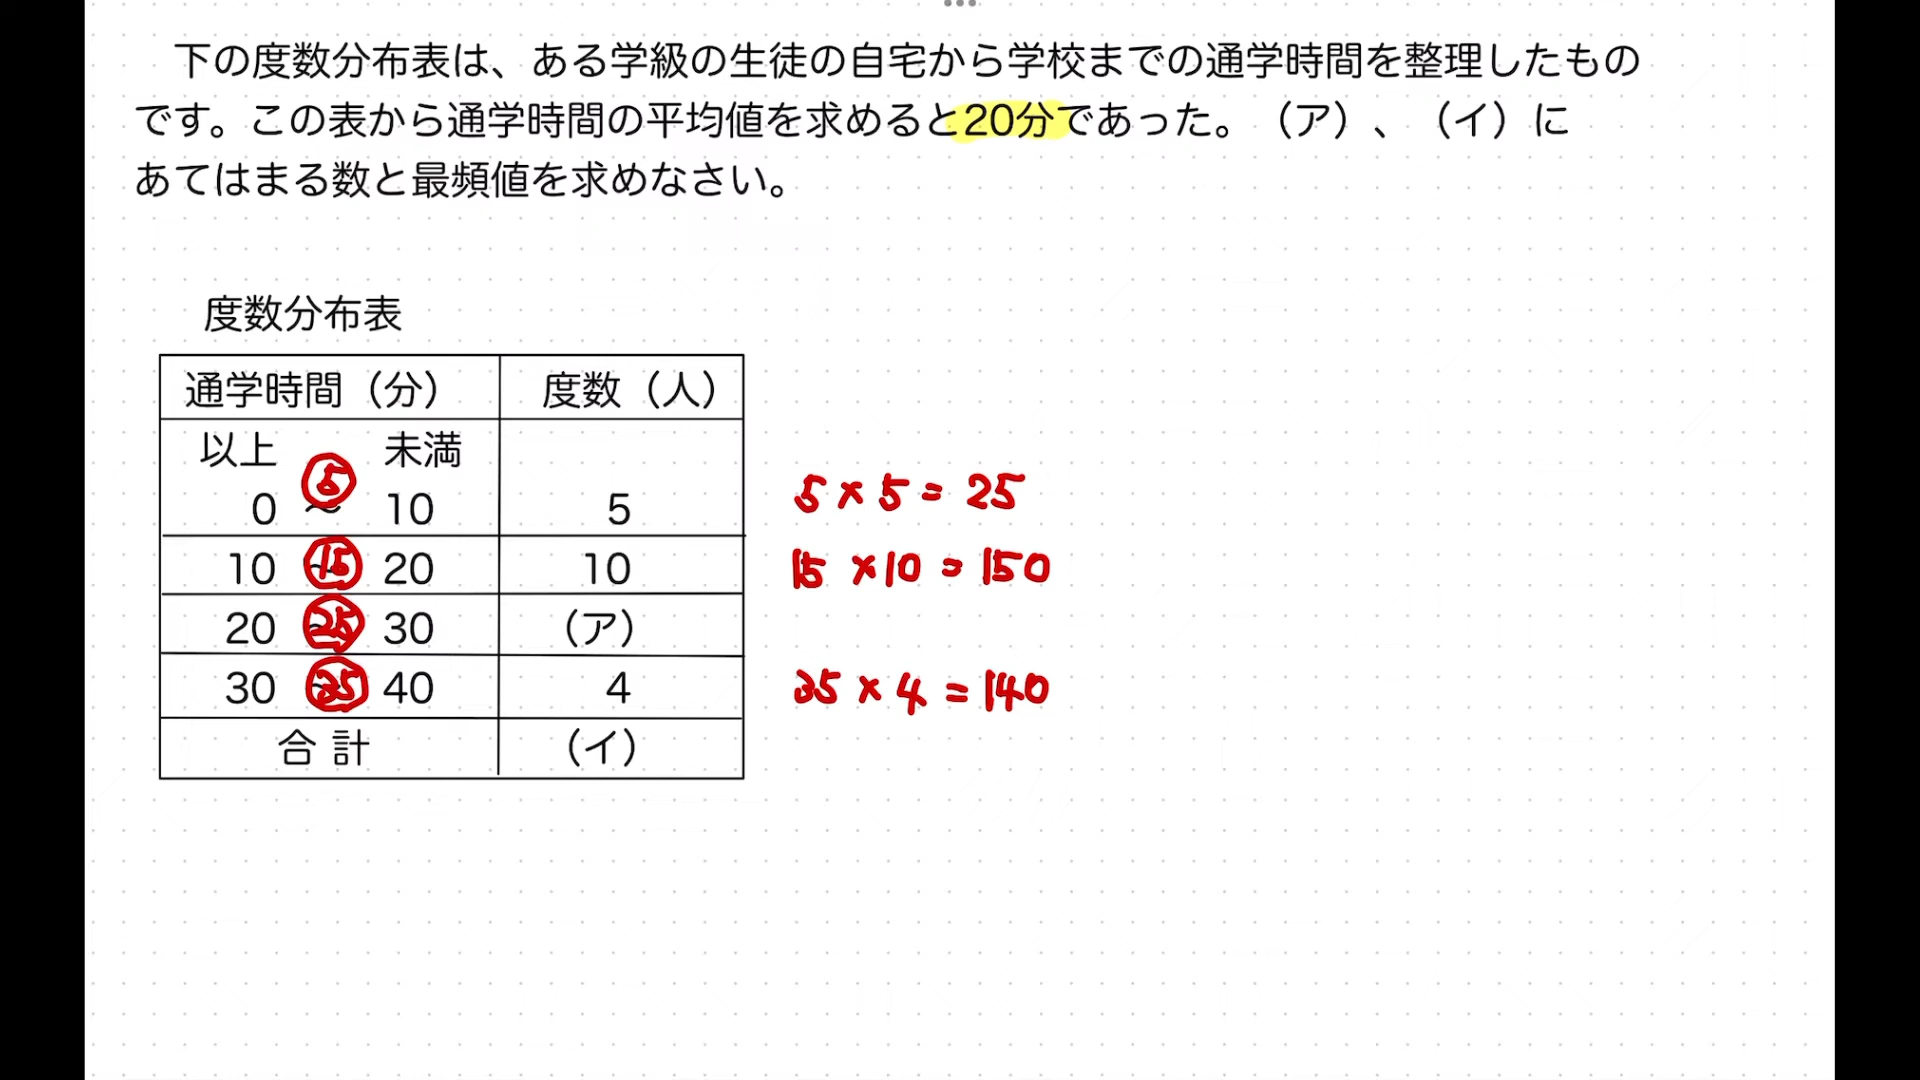 下の度数分布表は、ある学級の生徒の自宅から学校までの通学時間を整理したもの
です。この表から通学時間の平均値を求めると20分であった。（ア）、（イ）に
あてはまる数と最頻値を求めなさい。
度数分布表
通学時間（分） 度数（人）
以上 未満
0 ～ 10 5
5
5 × 5 = 25
10 ～ 20 10
15
15 × 10 = 150
20 ～ 30 （ア）
25
30 ～ 40 4
35
35 × 4 = 140
合計 （イ）